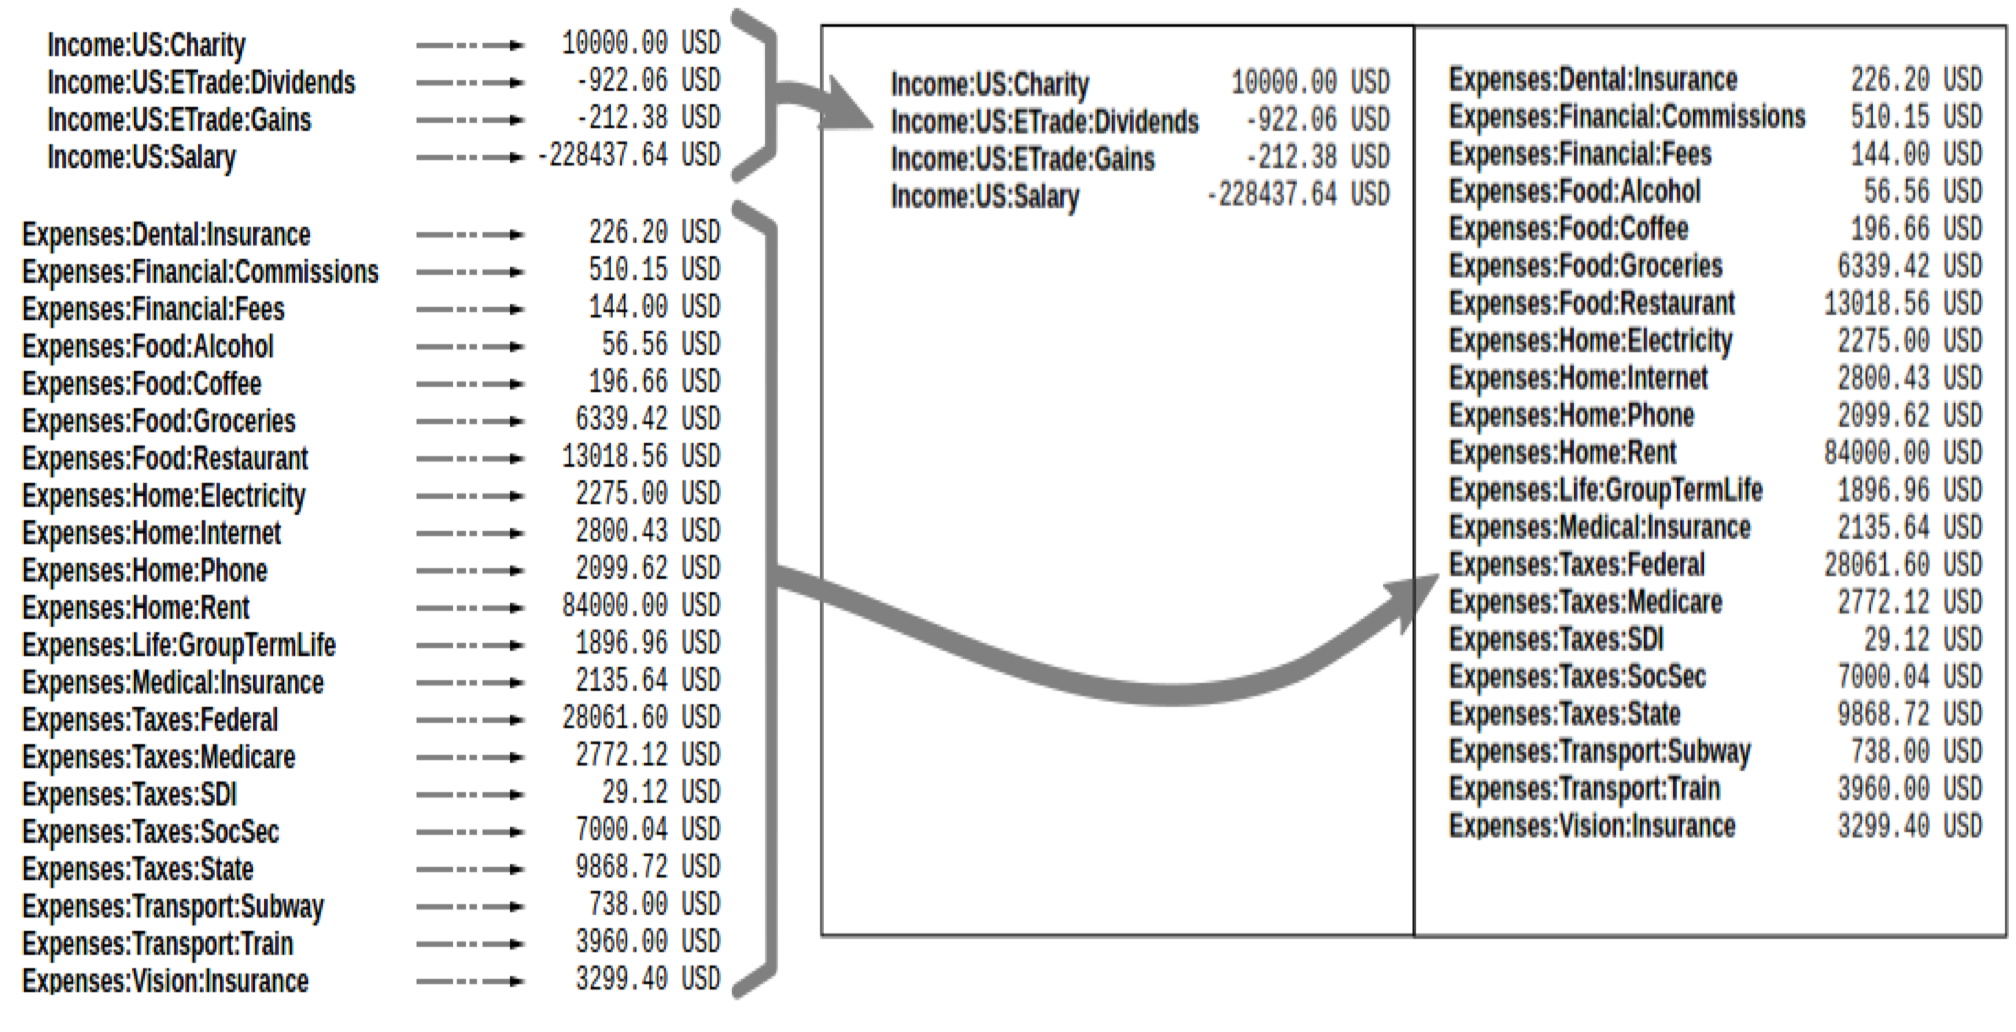 Income:US:Charity 10000.00 USD
Income:US:ETrade:Dividends -922.06 USD
Income:US:ETrade:Gains -212.38 USD
Income:US:Salary -228437.64 USD
Expenses:Dental:Insurance 226.20 USD
Expenses:Financial:Commissions 510.15 USD
Expenses:Financial:Fees 144.00 USD
Expenses:Food:Alcohol 56.56 USD
Expenses:Food:Coffee 196.66 USD
Expenses:Food:Groceries 6339.42 USD
Expenses:Food:Restaurant 13018.56 USD
Expenses:Home:Electricity 2275.00 USD
Expenses:Home:Internet 2800.43 USD
Expenses:Home:Phone 2099.62 USD
Expenses:Home:Rent 84000.00 USD
Expenses:Life:GroupTermLife 1896.96 USD
Expenses:Medical:Insurance 2135.64 USD
Expenses:Taxes:Federal 28061.60 USD
Expenses:Taxes:Medicare 2772.12 USD
Expenses:Taxes:SDI 29.12 USD
Expenses:Taxes:SocSec 7000.04 USD
Expenses:Taxes:State 9868.72 USD
Expenses:Transport:Subway 738.00 USD
Expenses:Transport:Train 3960.00 USD
Expenses:Vision:Insurance 3299.40 USD
Income:US:Charity 10000.00 USD
Income:US:ETrade:Dividends -922.06 USD
Income:US:ETrade:Gains -212.38 USD
Income:US:Salary -228437.64 USD
Expenses:Dental:Insurance 226.20 USD
Expenses:Financial:Commissions 510.15 USD
Expenses:Financial:Fees 144.00 USD
Expenses:Food:Alcohol 56.56 USD
Expenses:Food:Coffee 196.66 USD
Expenses:Food:Groceries 6339.42 USD
Expenses:Food:Restaurant 13018.56 USD
Expenses:Home:Electricity 2275.00 USD
Expenses:Home:Internet 2800.43 USD
Expenses:Home:Phone 2099.62 USD
Expenses:Home:Rent 84000.00 USD
Expenses:Life:GroupTermLife 1896.96 USD
Expenses:Medical:Insurance 2135.64 USD
Expenses:Taxes:Federal 28061.60 USD
Expenses:Taxes:Medicare 2772.12 USD
Expenses:Taxes:SDI 29.12 USD
Expenses:Taxes:SocSec 7000.04 USD
Expenses:Taxes:State 9868.72 USD
Expenses:Transport:Subway 738.00 USD
Expenses:Transport:Train 3960.00 USD
Expenses:Vision:Insurance 3299.40 USD